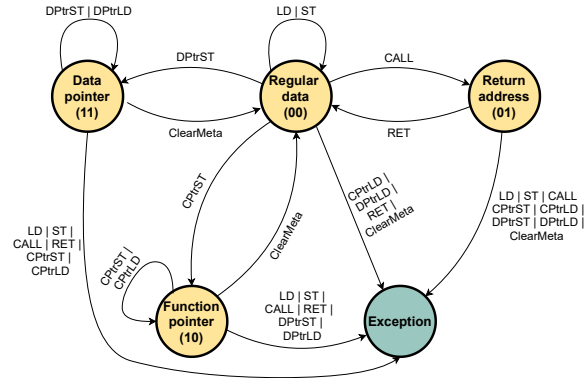 DPtrST | DPtrLD
LD | ST
DPtrST
CALL
Data
pointer
(11)
Regular
data
(00)
Return
address
(01)
ClearMeta
RET
CPtrST
ClearMeta
CPtrLD |
DPtrLD |
RET |
ClearMeta
LD | ST | CALL
CPtrST | CPtrLD |
DPtrST | DPtrLD |
ClearMeta
LD | ST |
CALL | RET |
CPtrST |
CPtrLD
CPtrST |
CPtrLD
Function
pointer
(10)
LD | ST |
CALL | RET |
DPtrST |
DPtrLD
Exception